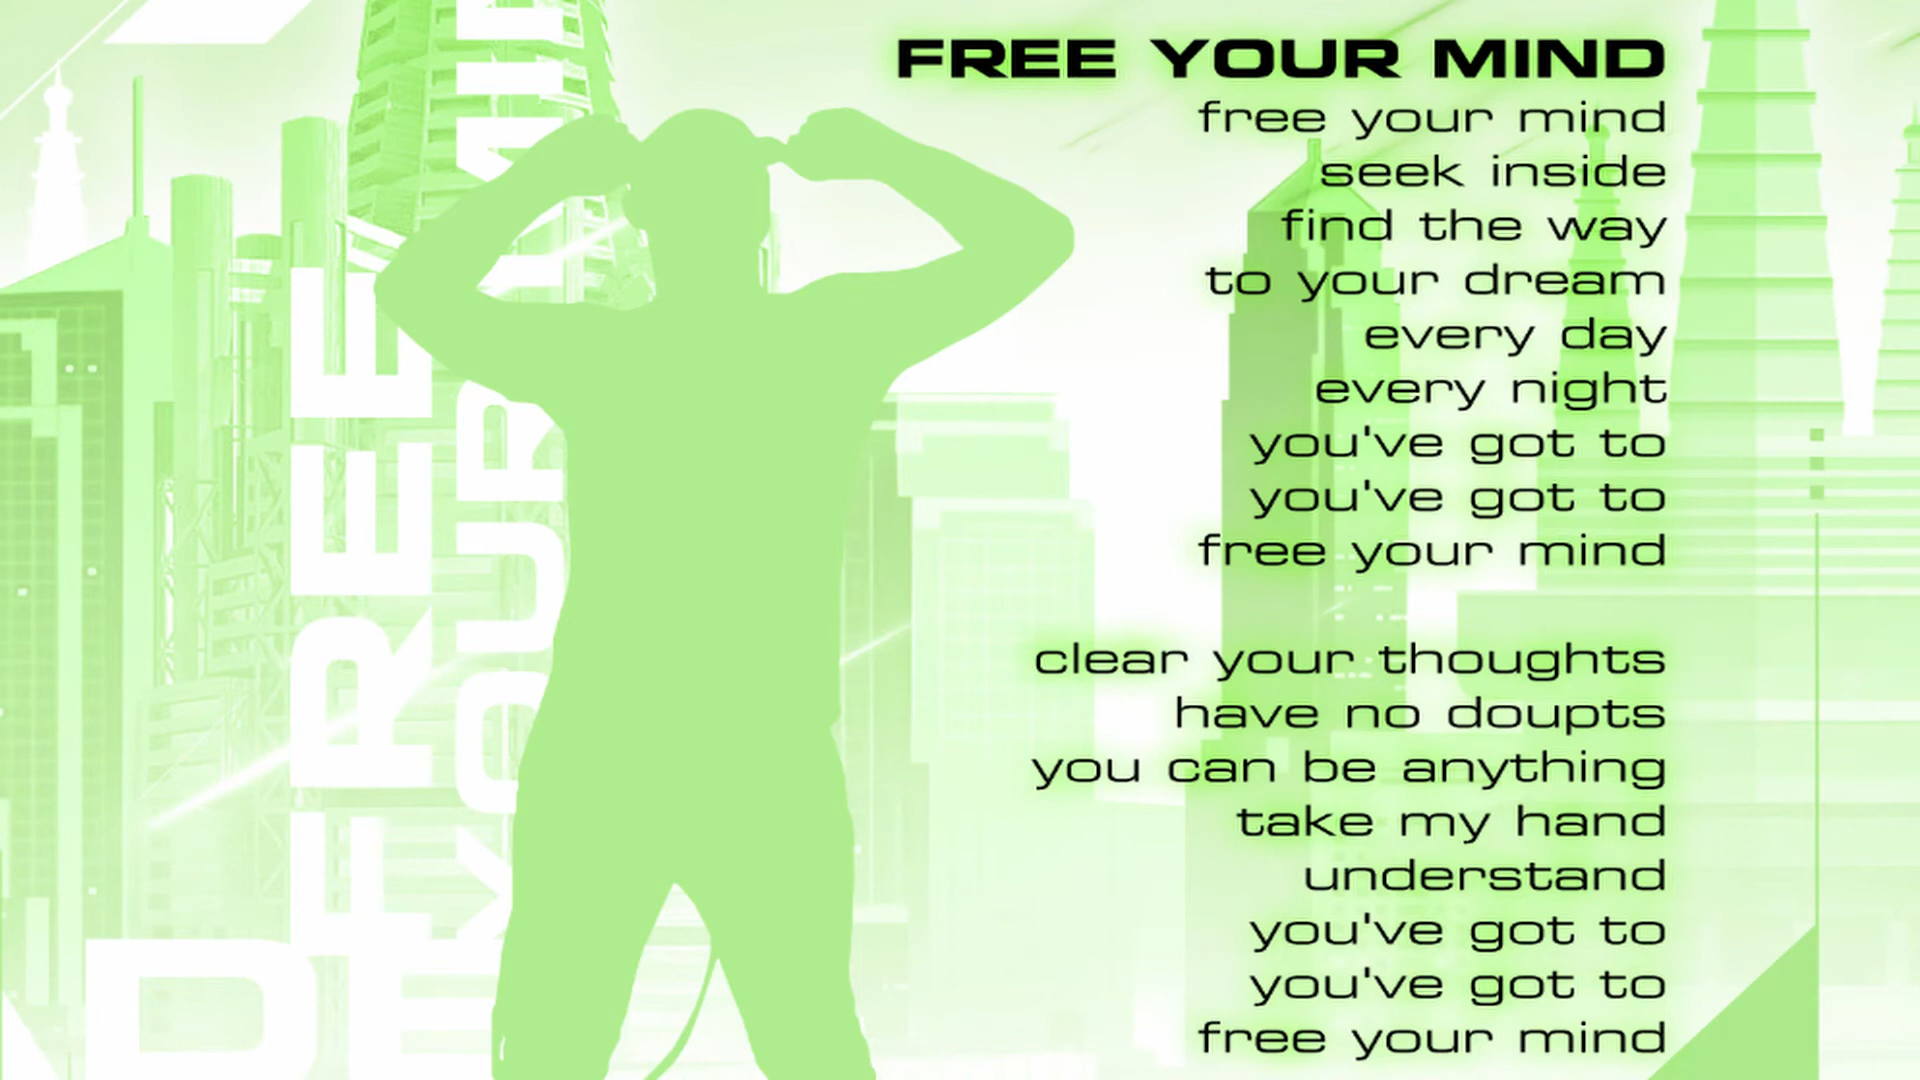 FREE YOUR MIND
free your mind
seek inside
find the way
to your dream
every day
every night
you've got to
you've got to
free your mind
clear your thoughts
have no doupts
you can be anything
take my hand
understand
you've got to
you've got to
free your mind
FREE
YOUR